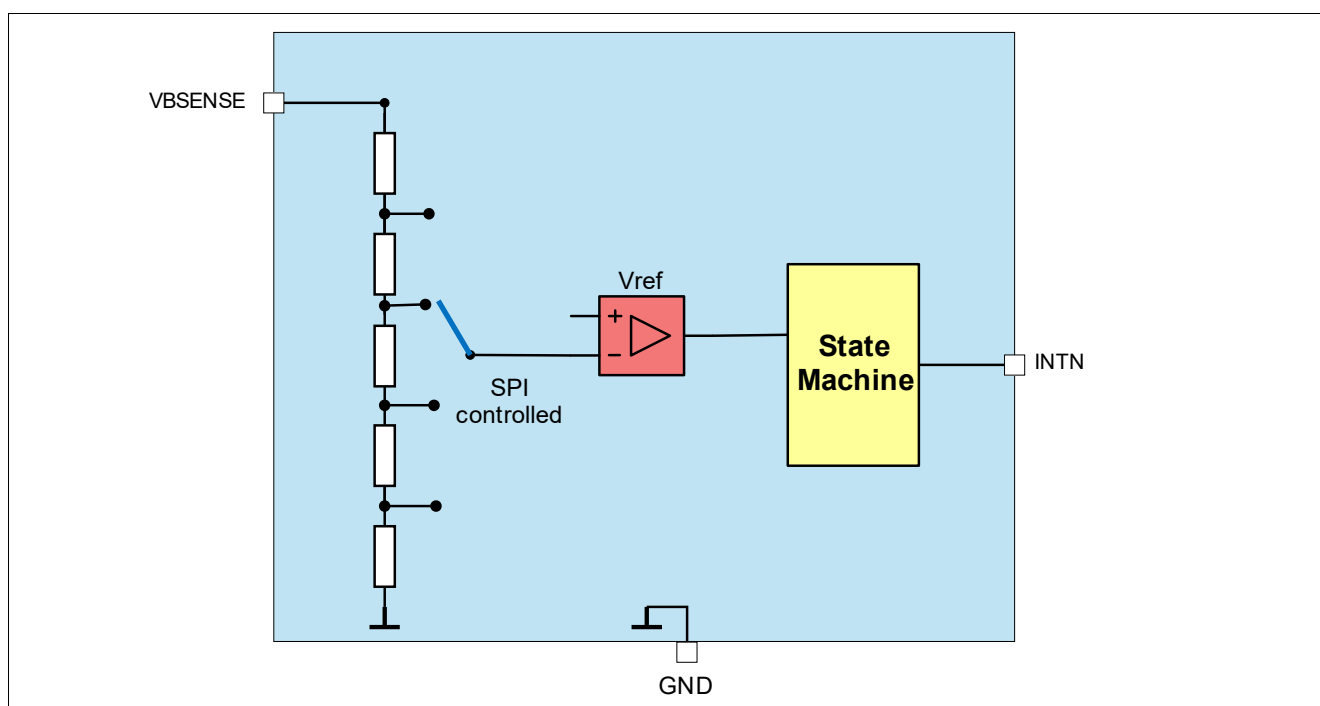 VBSENSE
Vref
+
−
State
Machine
INTN
SPI
controlled
GND